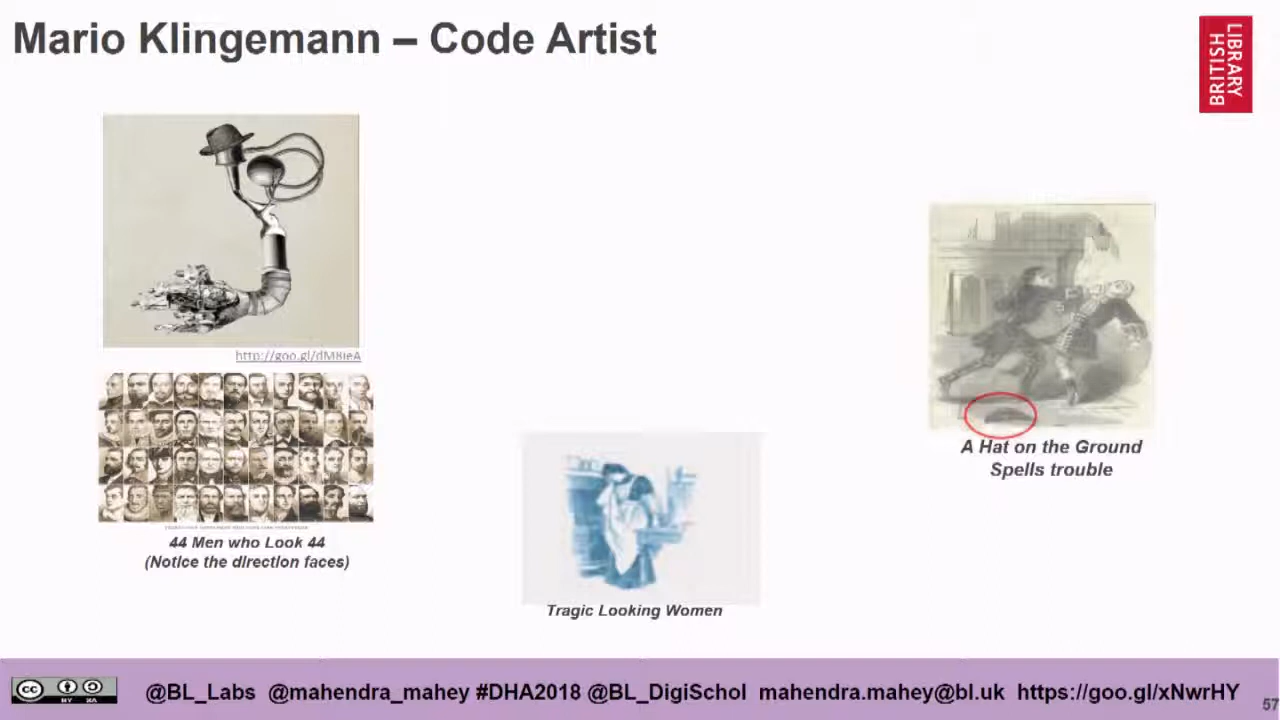 Mario Klingemann – Code Artist
LIBRARY
BRITISH
http://goo.gl/dM8ieA
44 Men who Look 44
(Notice the direction faces)
Tragic Looking Women
A Hat on the Ground
Spells trouble
@BL_Labs @mahendra_mahey #DHA2018 @BL_DigiSchol mahendra.mahey@bl.uk https://goo.gl/xNwrHY
57